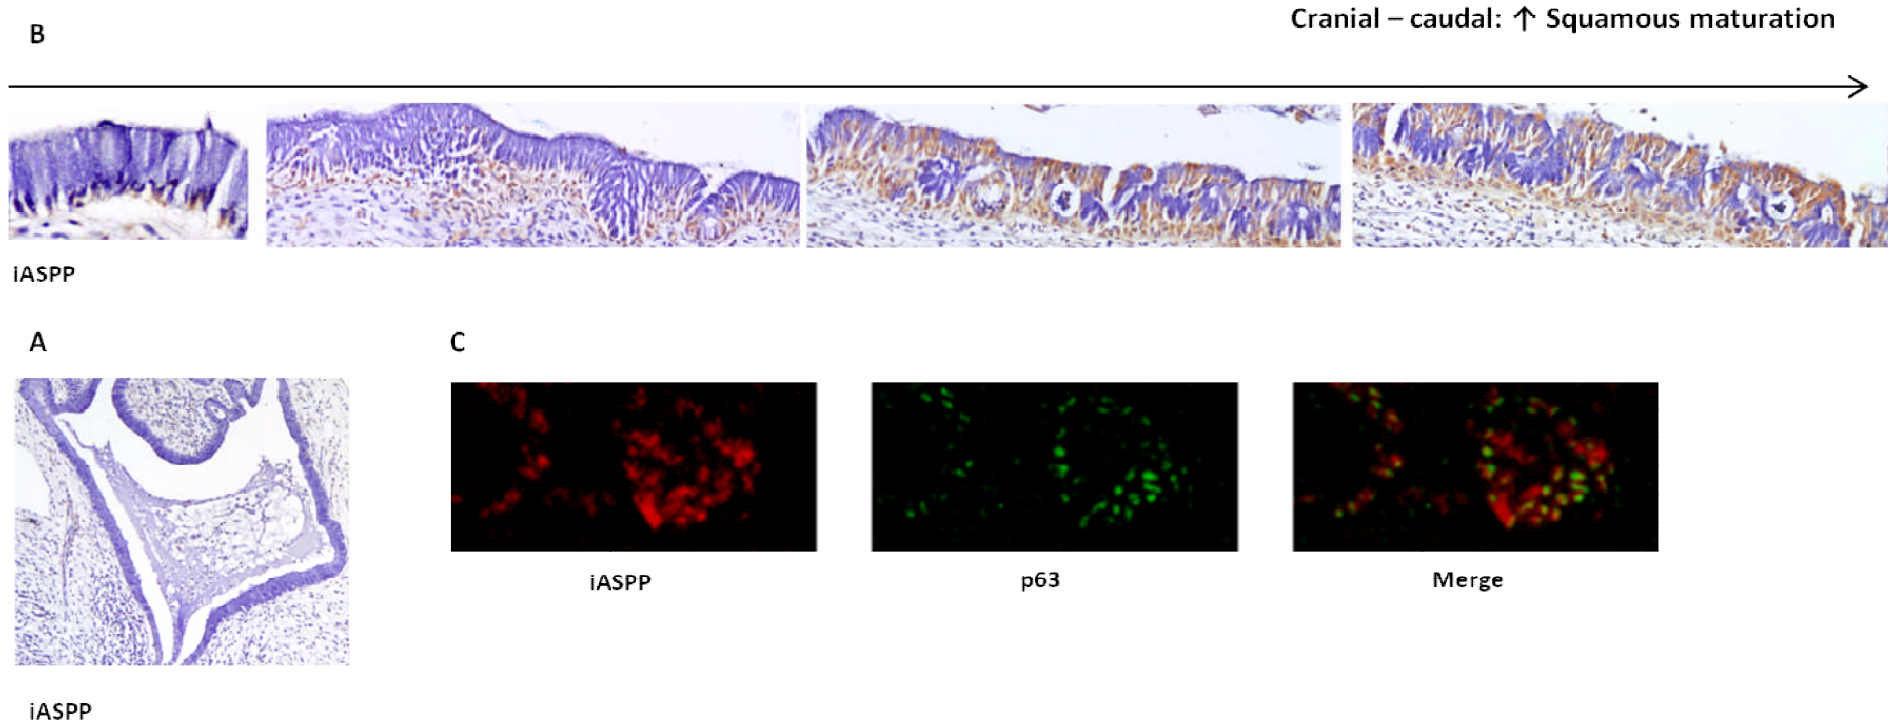 Cranial – caudal: ↑ Squamous maturation
B
iASPP
A
C
iASPP
p63
Merge
iASPP